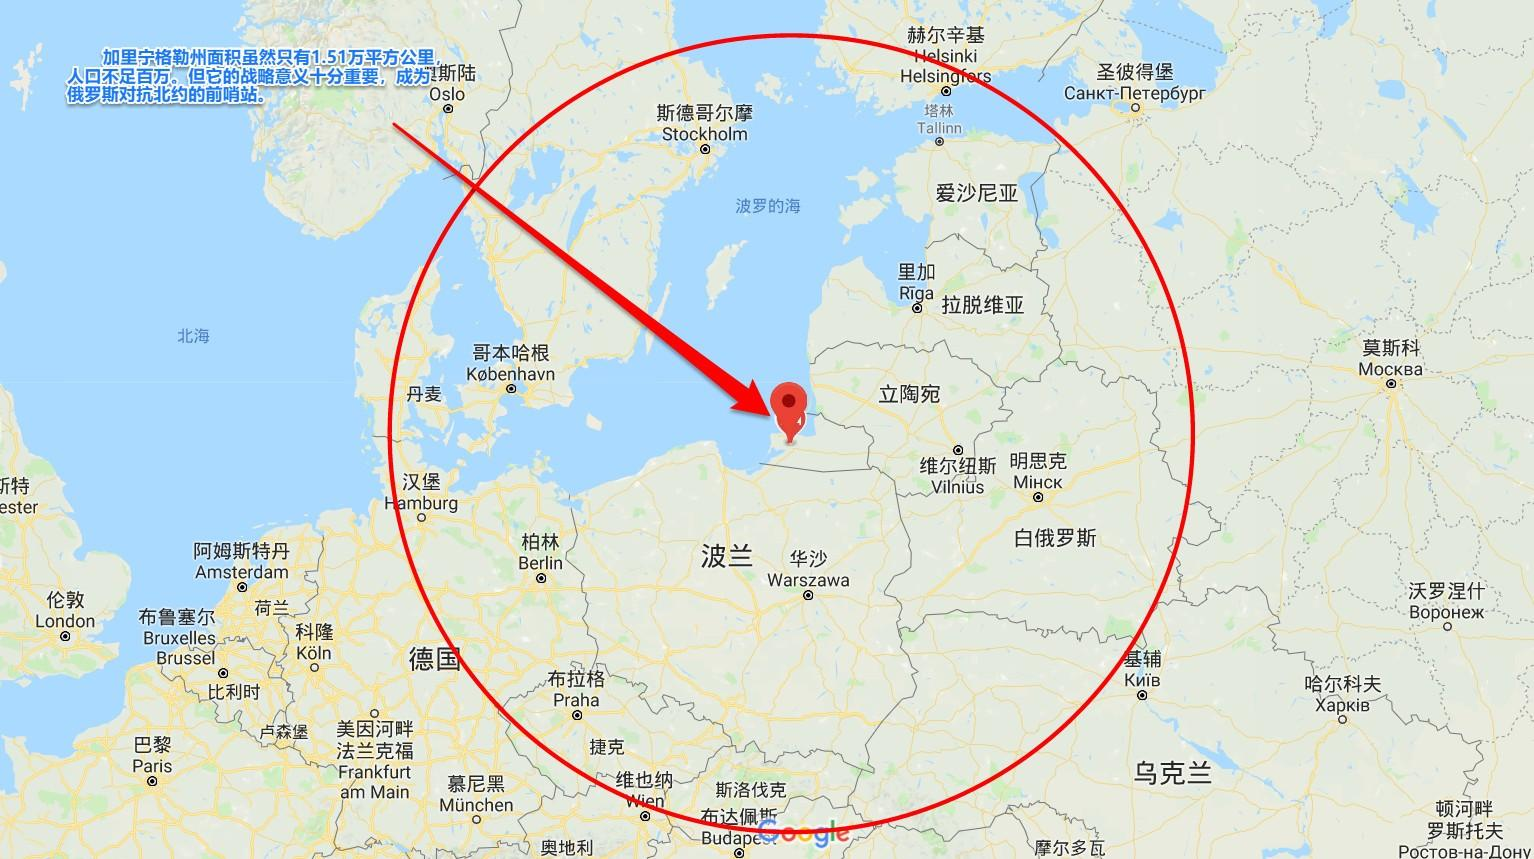 加里宁格勒州面积虽然只有1.51万平方公里，
人口不足百万。但它的战略意义十分重要，成为
俄罗斯对抗北约的前哨站。
奥斯陆
Oslo
赫尔辛基
Helsinki
Helsingfors
圣彼得堡
Санкт-Петербург
斯德哥尔摩
Stockholm
塔林
Tallinn
爱沙尼亚
波罗的海
里加
Rīga
拉脱维亚
北海
哥本哈根
København
丹麦
莫斯科
Москва
立陶宛
维尔纽斯
Vilnius
明思克
Мінск
汉堡
Hamburg
斯特
ester
白俄罗斯
阿姆斯特丹
Amsterdam
柏林
Berlin
波兰
华沙
Warszawa
伦敦
London
荷兰
布鲁塞尔
Bruxelles
Brussel
科隆
Köln
沃罗涅什
Воронеж
德国
比利时
布拉格
Praha
基辅
Київ
哈尔科夫
Харків
卢森堡
美因河畔
法兰克福
Frankfurt
am Main
捷克
巴黎
Paris
慕尼黑
München
维也纳
Wien
斯洛伐克
乌克兰
布达佩斯
Budapest
Google
奥地利
摩尔多瓦
顿河畔
罗斯托夫
Ростов-на-Дону